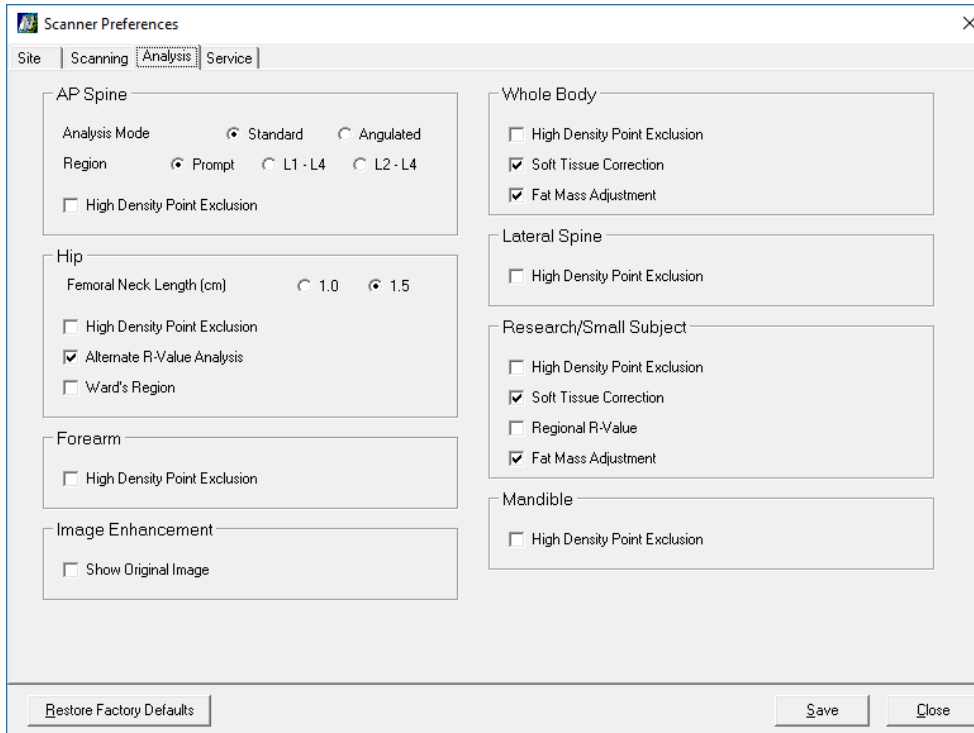 Scanner Preferences
Site Scanning Analysis Service
AP Spine
Analysis Mode Standard Angulated
Region Prompt L1 - L4 L2 - L4
High Density Point Exclusion
Hip
Femoral Neck Length (cm) 1.0 1.5
High Density Point Exclusion
Alternate R-Value Analysis
Ward's Region
Forearm
High Density Point Exclusion
Image Enhancement
Show Original Image
Whole Body
High Density Point Exclusion
Soft Tissue Correction
Fat Mass Adjustment
Lateral Spine
High Density Point Exclusion
Research/Small Subject
High Density Point Exclusion
Soft Tissue Correction
Regional R-Value
Fat Mass Adjustment
Mandible
High Density Point Exclusion
Restore Factory Defaults Save Close